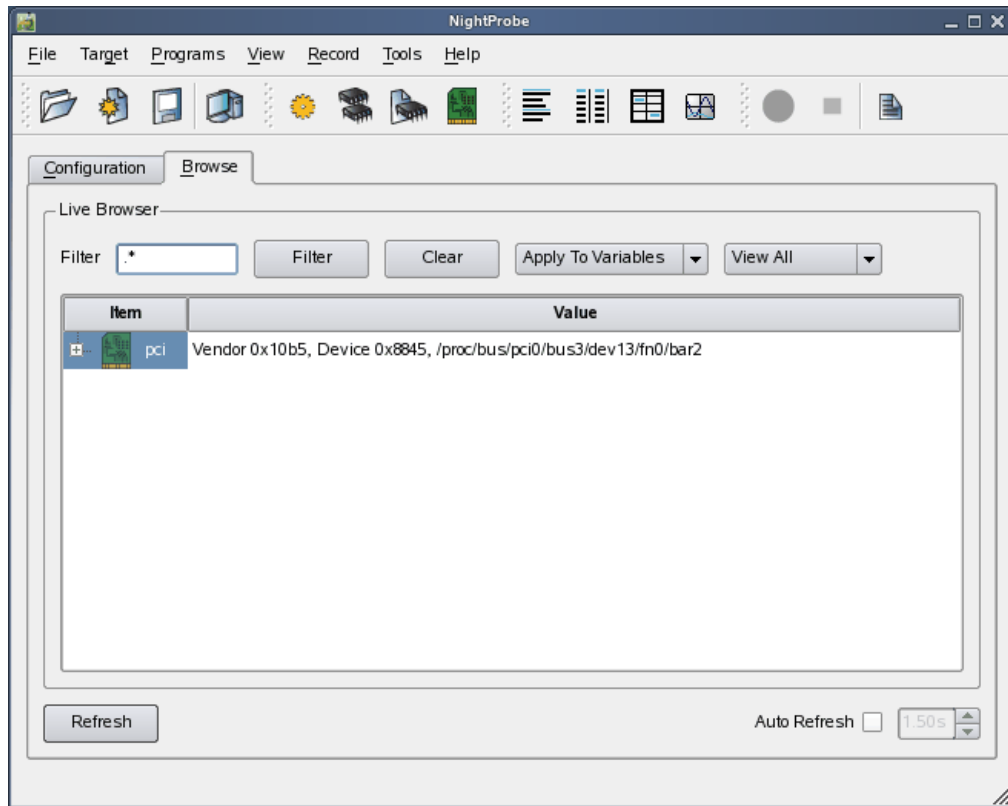 NightProbe
File Target Programs View Record Tools Help
Configuration Browse
Live Browser
Filter .* Filter Clear Apply To Variables View All
Item Value
pci Vendor 0x10b5, Device 0x8845, /proc/bus/pci0/bus3/dev13/fn0/bar2
Refresh Auto Refresh 1.50s